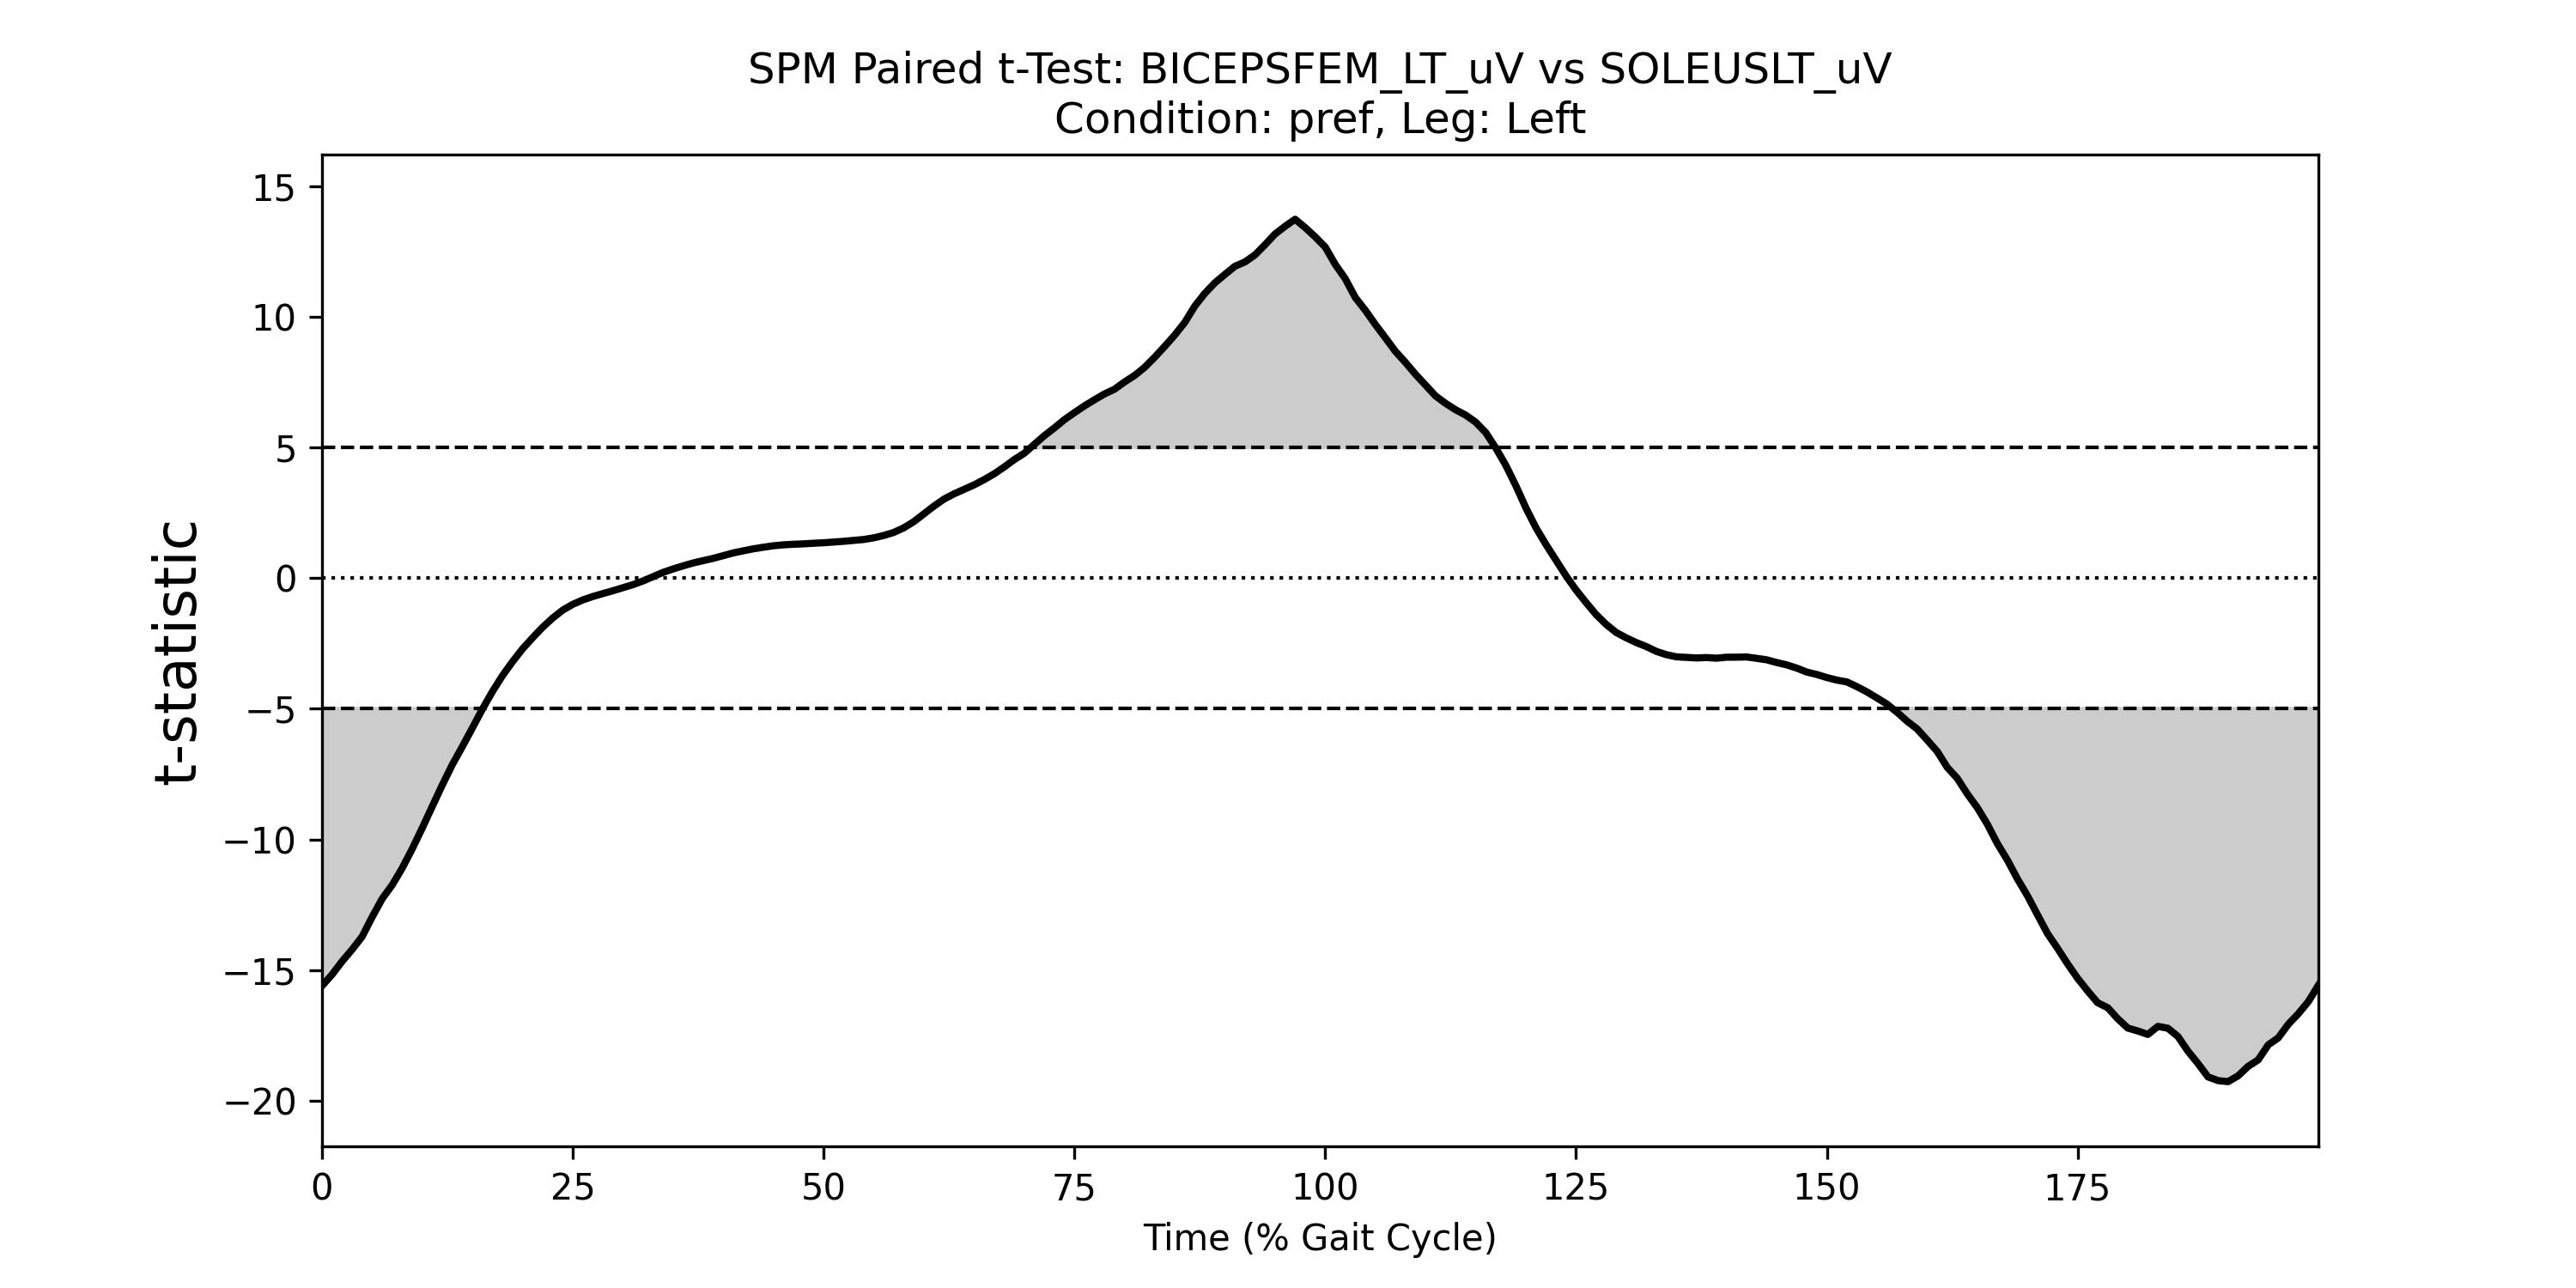 SPM Paired t-Test: BICEPSFEM_LT_uV vs SOLEUSLT_uV
Condition: pref, Leg: Left
t-statistic
15
10
5
0
−5
−10
−15
−20
0 25 50 75 100 125 150 175
Time (% Gait Cycle)